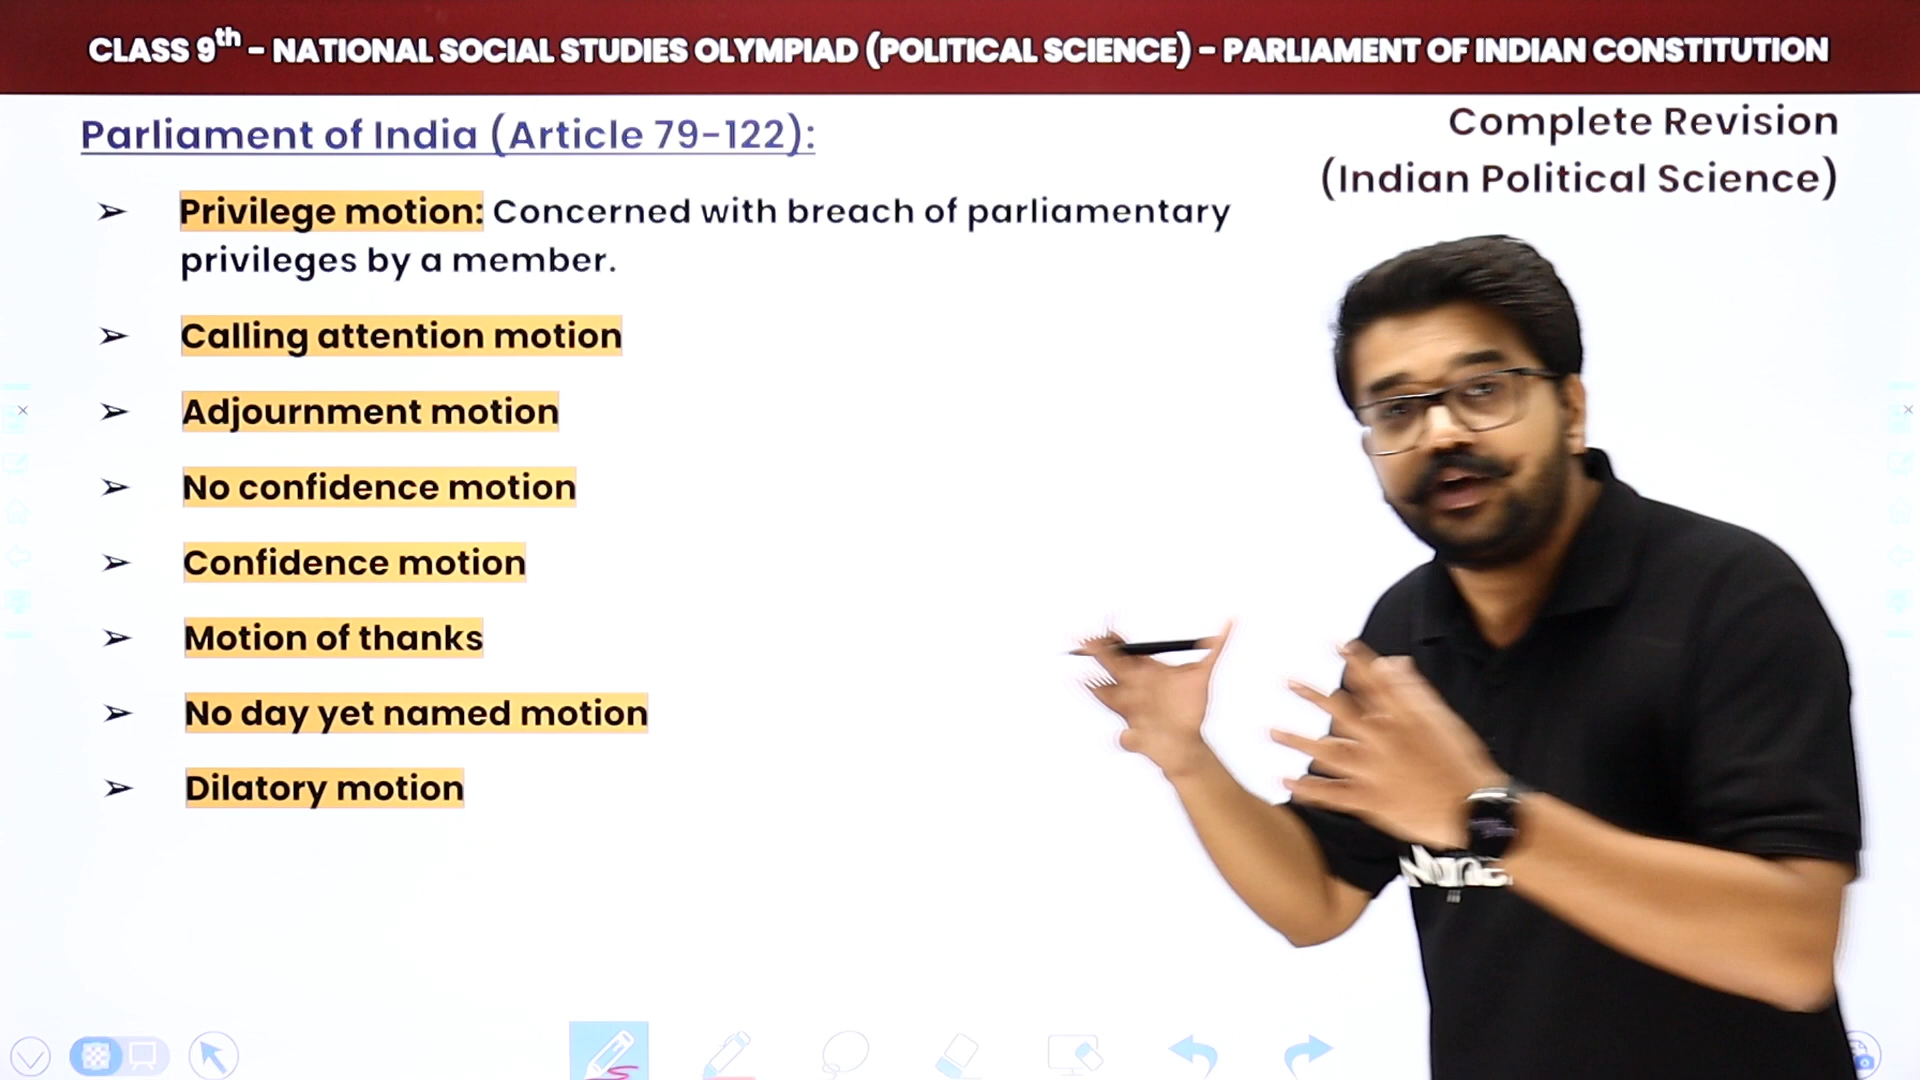 CLASS 9th – NATIONAL SOCIAL STUDIES OLYMPIAD (POLITICAL SCIENCE) – PARLIAMENT OF INDIAN CONSTITUTION
Parliament of India (Article 79-122):
Complete Revision
(Indian Political Science)
➢ Privilege motion: Concerned with breach of parliamentary
privileges by a member.
➢ Calling attention motion
➢ Adjournment motion
➢ No confidence motion
➢ Confidence motion
➢ Motion of thanks
➢ No day yet named motion
➢ Dilatory motion